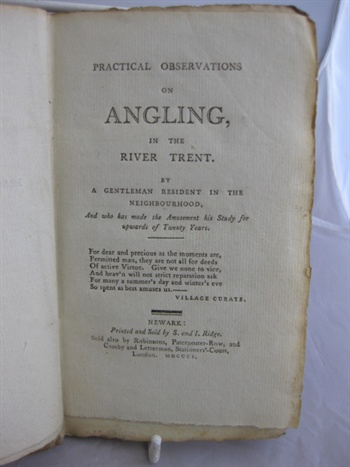 PRACTICAL OBSERVATIONS
ON
ANGLING,
IN THE
RIVER TRENT.
BY
A GENTLEMAN RESIDENT IN THE
NEIGHBOURHOOD,
And who has made the Amusement his Study for
upwards of Twenty Years.
For dear and precious as the moments are,
Permitted man, they are not all for deeds
Of active Virtue. Give we none to vice,
And heav'n will not strict reparation ask
For many a summer's day and winter's eve
So spent as best amuses us.——
VILLAGE CURATE.
NEWARK:
Printed and Sold by S. and I. Ridge.
Sold also by Robinsons, Paternoster-Row; and
Crosby and Letterman, Stationers'-Court,
London. MDCCCI.